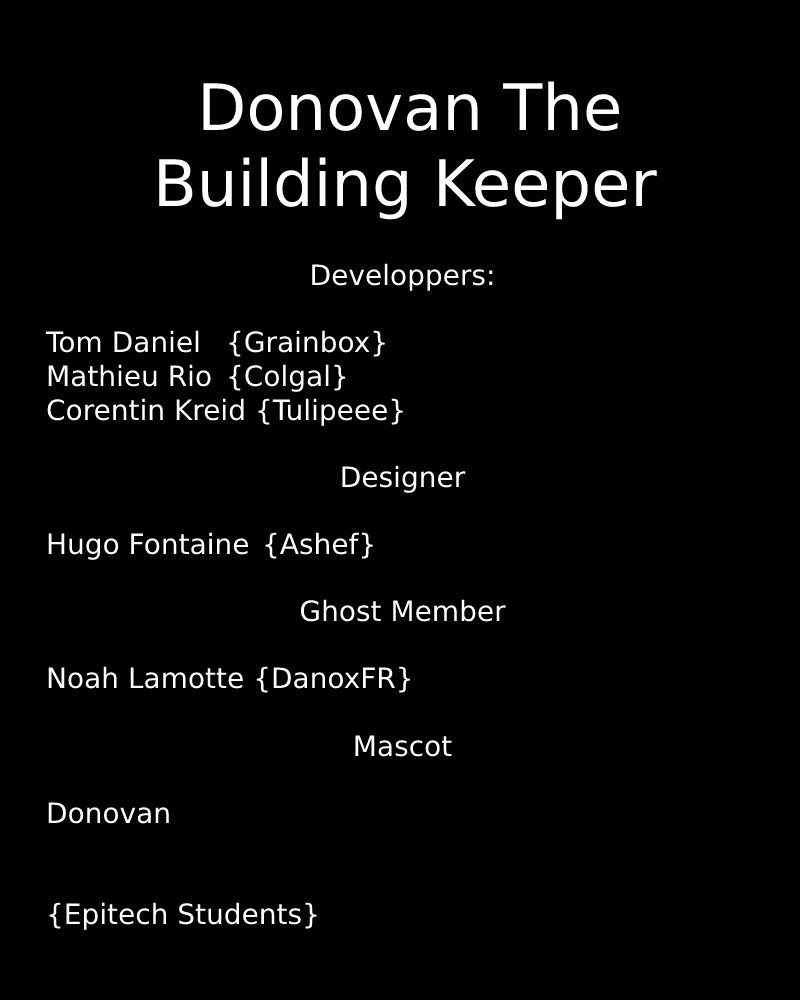 Donovan The
Building Keeper
Developpers:
Tom Daniel {Grainbox}
Mathieu Rio {Colgal}
Corentin Kreid {Tulipeee}
Designer
Hugo Fontaine {Ashef}
Ghost Member
Noah Lamotte {DanoxFR}
Mascot
Donovan
{Epitech Students}